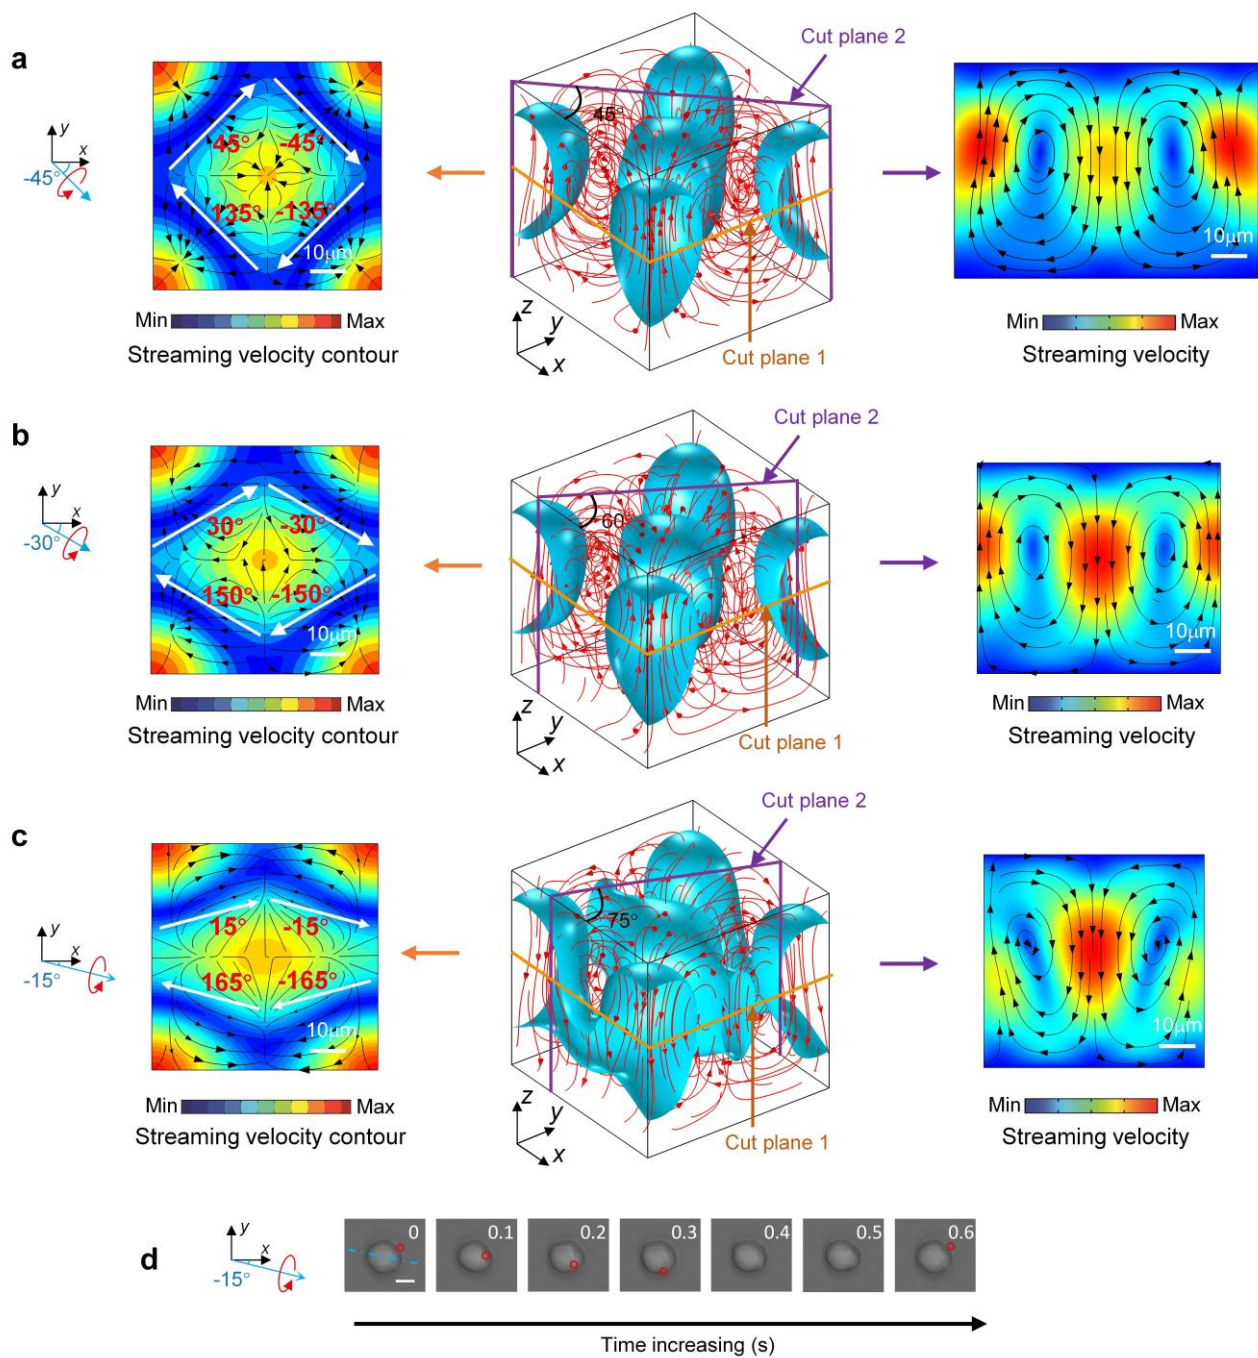 a
y
x
-45°
45°
-45°
135°
-135°
10μm
Min
Max
Streaming velocity contour
Cut plane 2
45°
z
y
x
Cut plane 1
10μm
Min
Max
Streaming velocity
b
y
x
-30°
30°
-30°
150°
-150°
10μm
Min
Max
Streaming velocity contour
Cut plane 2
60°
z
y
x
Cut plane 1
10μm
Min
Max
Streaming velocity
c
y
x
-15°
15°
-15°
165°
-165°
10μm
Min
Max
Streaming velocity contour
Cut plane 2
75°
z
y
x
Cut plane 1
10μm
Min
Max
Streaming velocity
d
y
x
-15°
0
0.1
0.2
0.3
0.4
0.5
0.6
Time increasing (s)